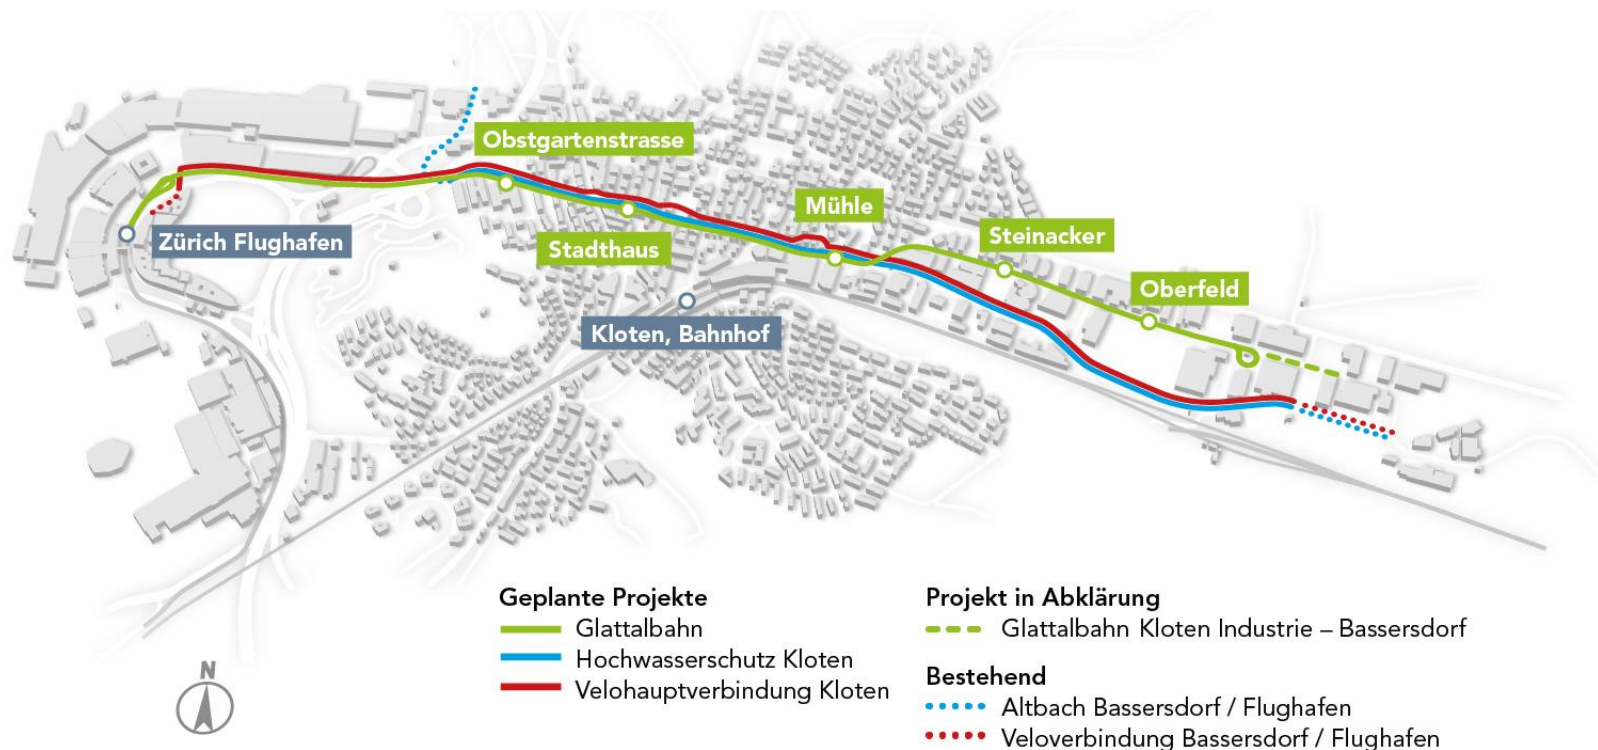 Obstgartenstrasse
Mühle
Zürich Flughafen
Stadthaus
Steinacker
Oberfeld
Kloten, Bahnhof
Geplante Projekte
Glattalbahn
Hochwasserschutz Kloten
Velohauptverbindung Kloten
Projekt in Abklärung
Glattalbahn Kloten Industrie – Bassersdorf
Bestehend
Altbach Bassersdorf / Flughafen
Veloverbindung Bassersdorf / Flughafen
N